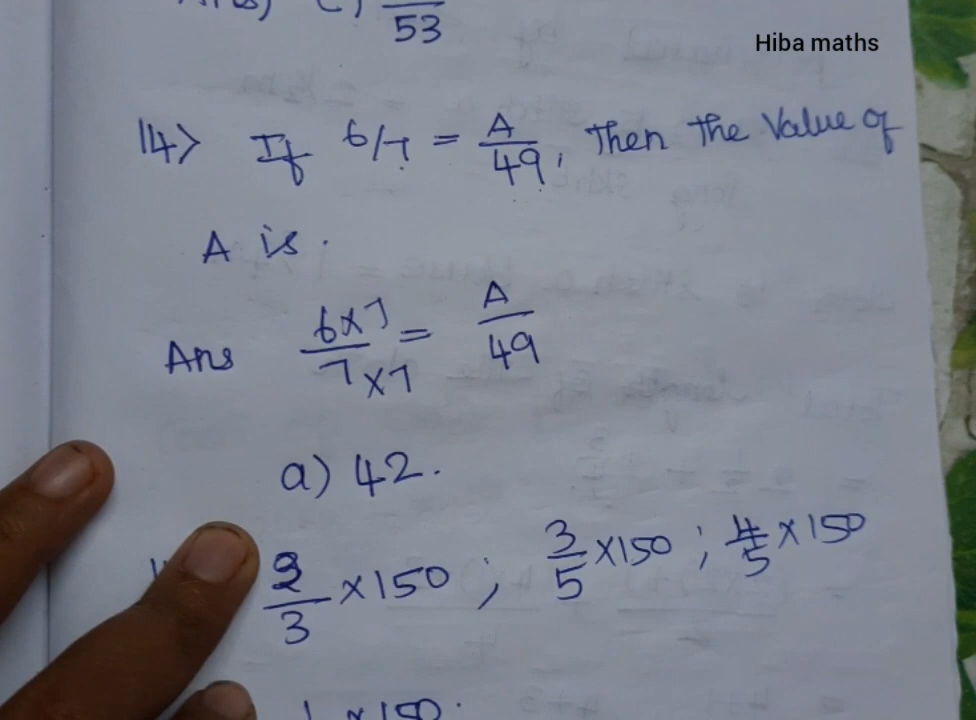 53
Hiba maths
14) If 6/7 = A/49, Then the Value of
A is.
Ans 6×7/7×7 = A/49
a) 42.
2/3 ×150 ; 3/5 ×150 ; 4/5 ×150
×150.